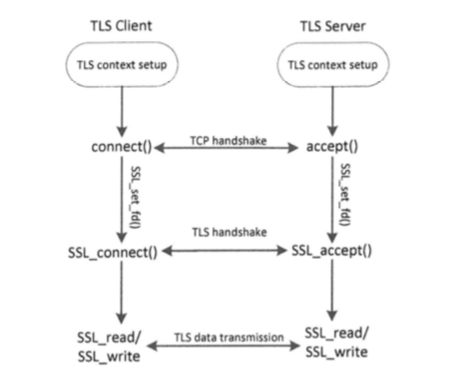 TLS Client TLS Server
TLS context setup TLS context setup
connect() TCP handshake accept()
SSL_set_fd() SSL_set_fd()
TLS handshake
SSL_connect() SSL_accept()
SSL_read/ TLS data transmission SSL_read/
SSL_write SSL_write